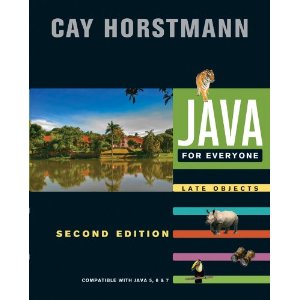 CAY HORSTMANN
JAVA
FOR EVERYONE
LATE OBJECTS
SECOND EDITION
COMPATIBLE WITH JAVA 5, 6 & 7